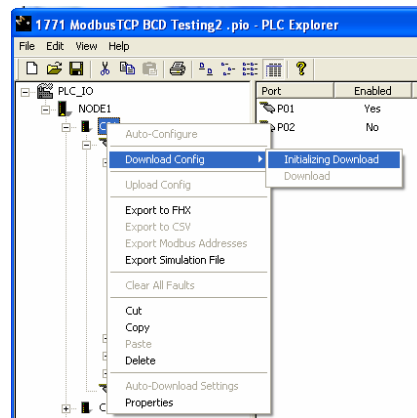 1771 ModbusTCP BCD Testing2 .pio - PLC Explorer
File Edit View Help
PLC_IO
Port Enabled
NODE1
P01 Yes
P02 No
Auto-Configure
Download Config
Initializing Download
Download
Upload Config
Export to FHX
Export to CSV
Export Modbus Addresses
Export Simulation File
Clear All Faults
Cut
Copy
Paste
Delete
Auto-Download Settings
Properties